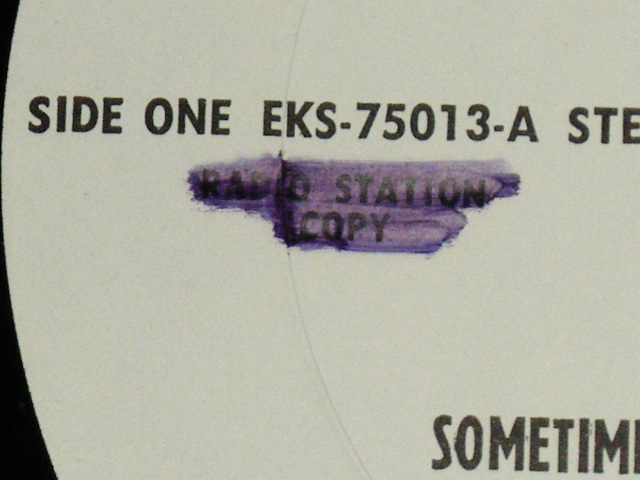 SIDE ONE EKS-75013-A STE
RADIO STATION
COPY
SOMETIM